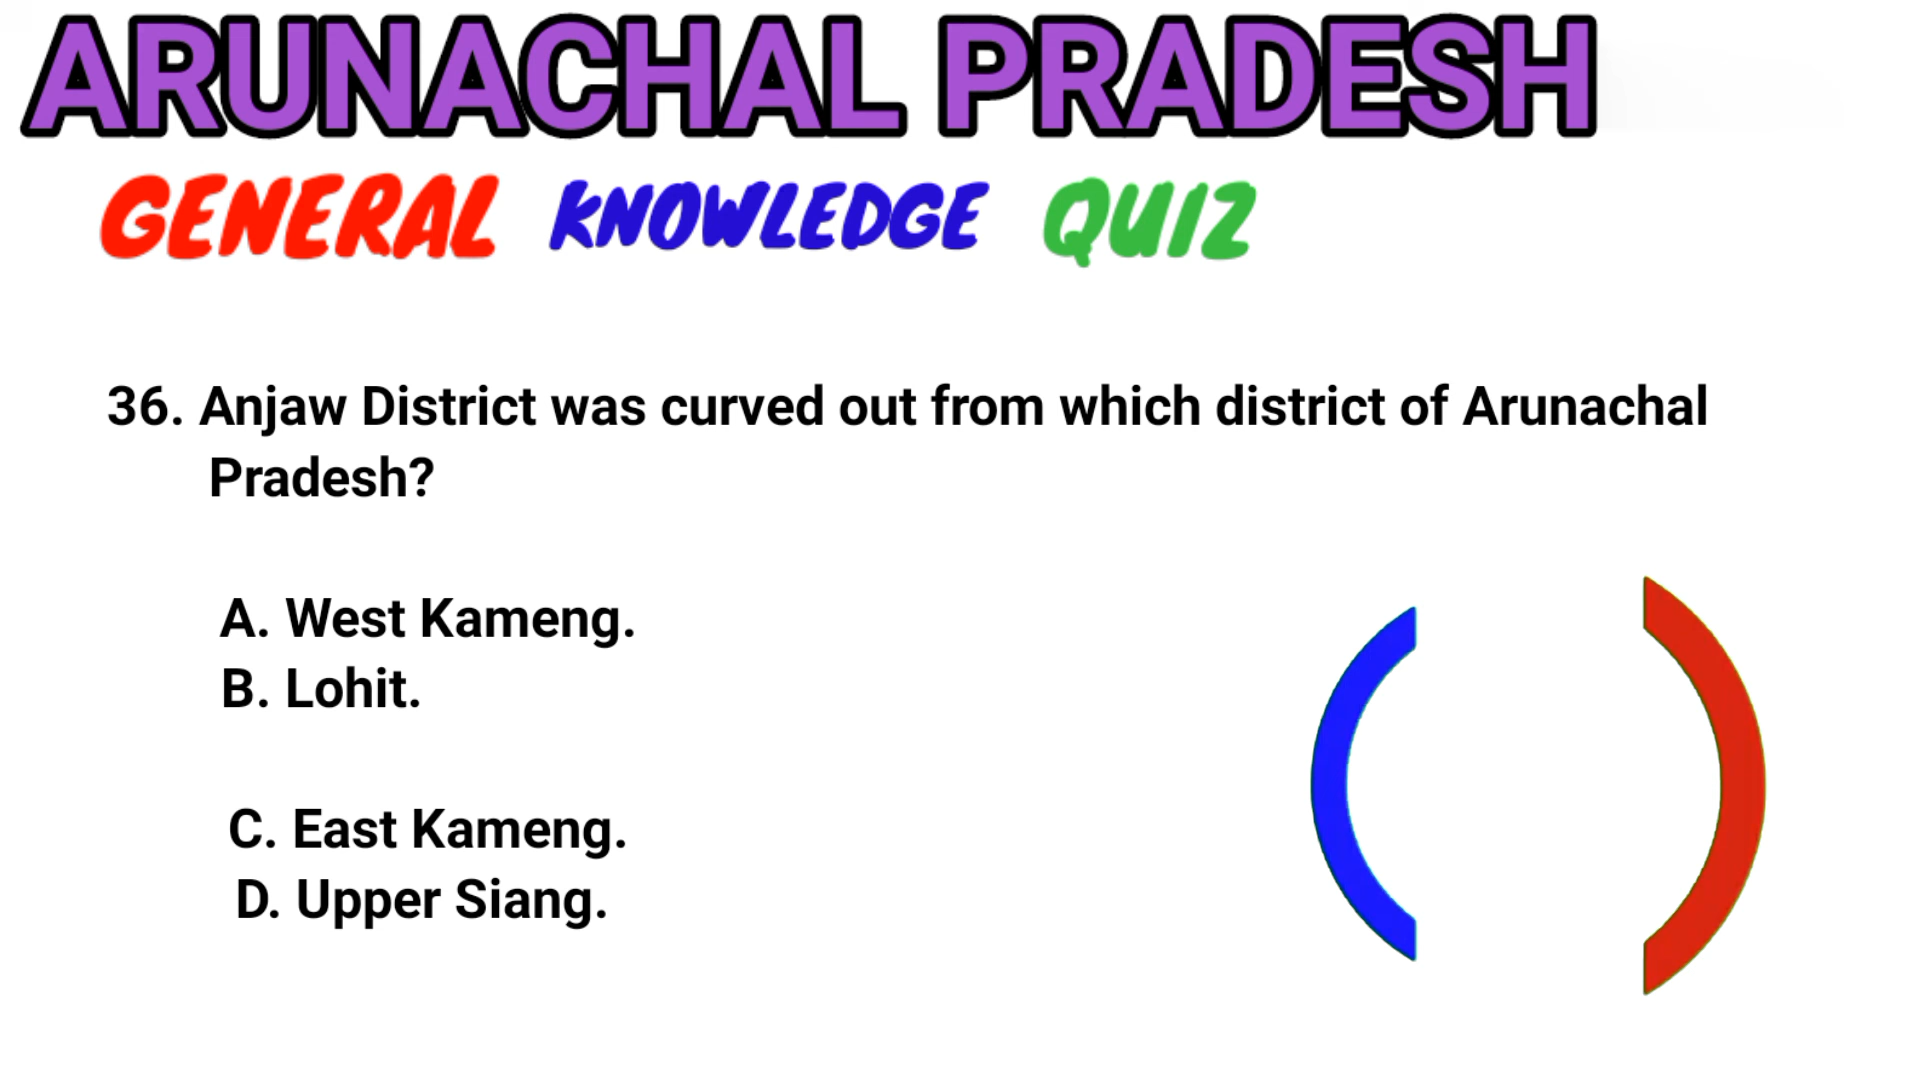 ARUNACHAL PRADESH
GENERAL KNOWLEDGE QUIZ
36. Anjaw District was curved out from which district of Arunachal
Pradesh?
A. West Kameng.
B. Lohit.
C. East Kameng.
D. Upper Siang.